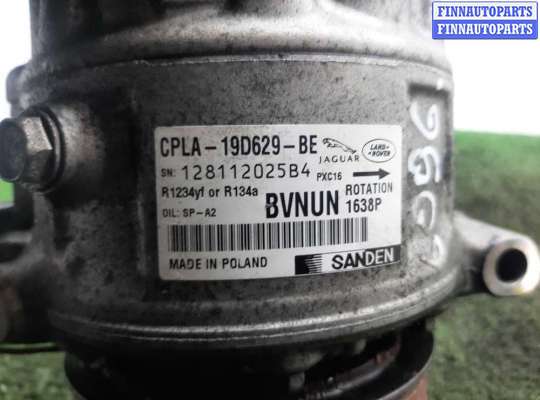 FINNAUTOPARTS
FINNAUTOPARTS
CPLA-19D629-BE
JAGUAR
LAND-ROVER
SN: 128112025B4
PXC16
R1234yf or R134a
ROTATION
OIL: SP-A2
BVNUN 1638P
MADE IN POLAND
SANDEN